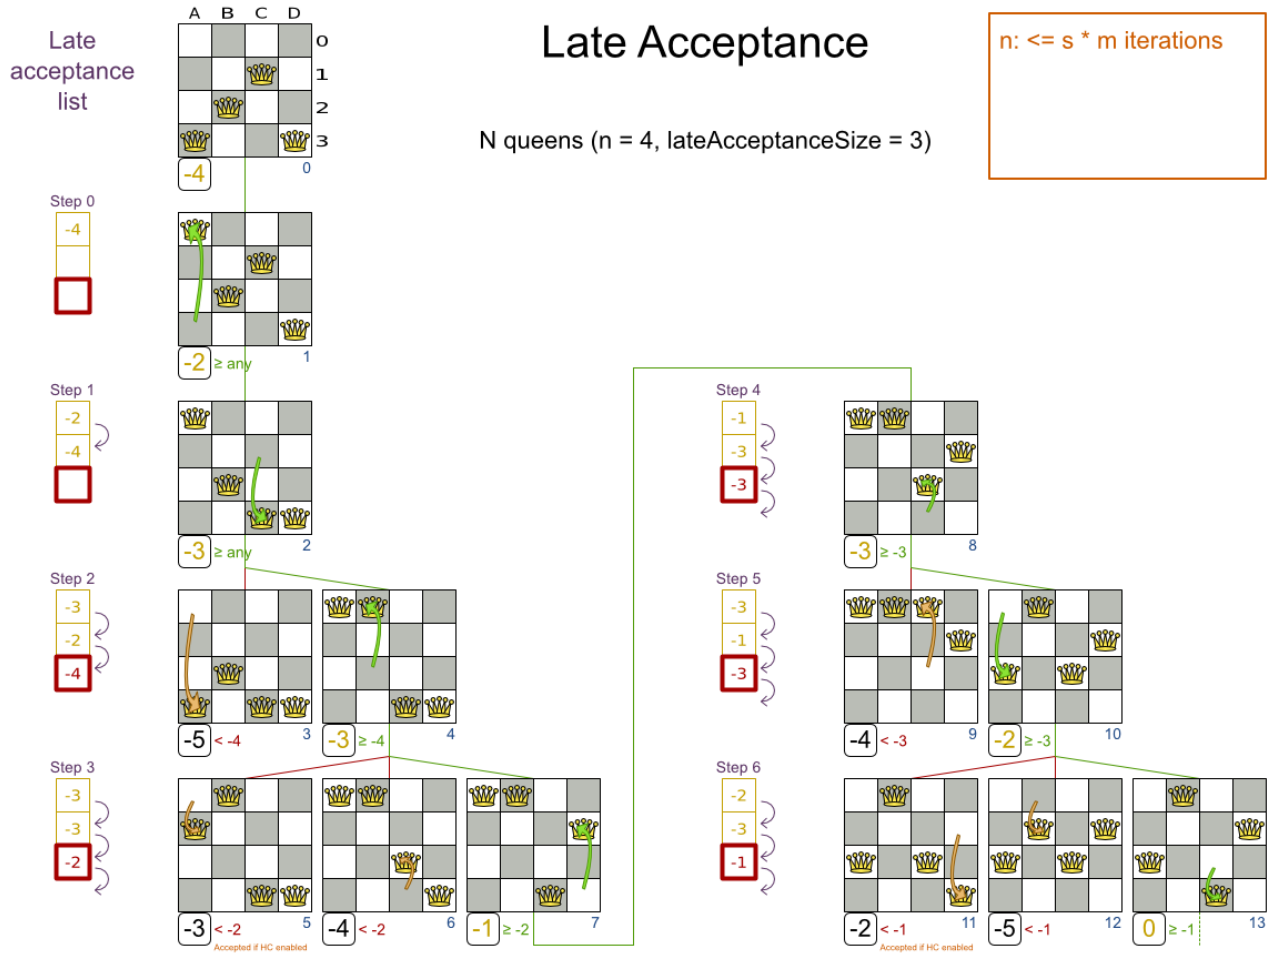 Late
acceptance
list
A B C D
0
1
2
3
-4
0
Late Acceptance
N queens (n = 4, lateAcceptanceSize = 3)
n: <= s * m iterations
Step 0
-4
-2 ≥ any
1
Step 1
-2
-4
-3 ≥ any
2
Step 2
-3
-2
-4
-5 < -4
3
-3 ≥ -4
4
Step 3
-3
-3
-2
-3 < -2
5
Accepted if HC enabled
-4 < -2
6
-1 ≥ -2
7
Step 4
-1
-3
-3
-3 ≥ -3
8
Step 5
-3
-1
-3
-4 < -3
9
-2 ≥ -3
10
Step 6
-2
-3
-1
-2 < -1
11
Accepted if HC enabled
-5 < -1
12
0 ≥ -1
13